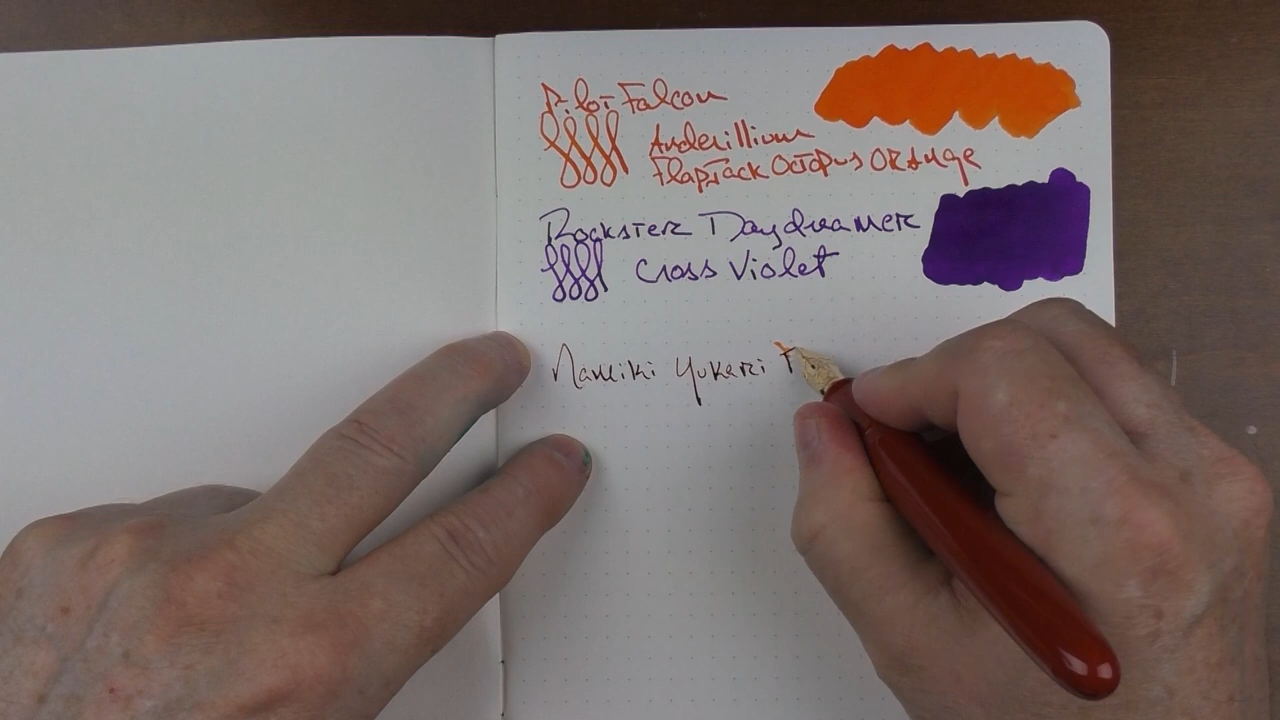 Pilot Falcon
Anderillium
Flapjack Octopus Orange
Rockster Daydreamer
Cross Violet
Namiki Yukari